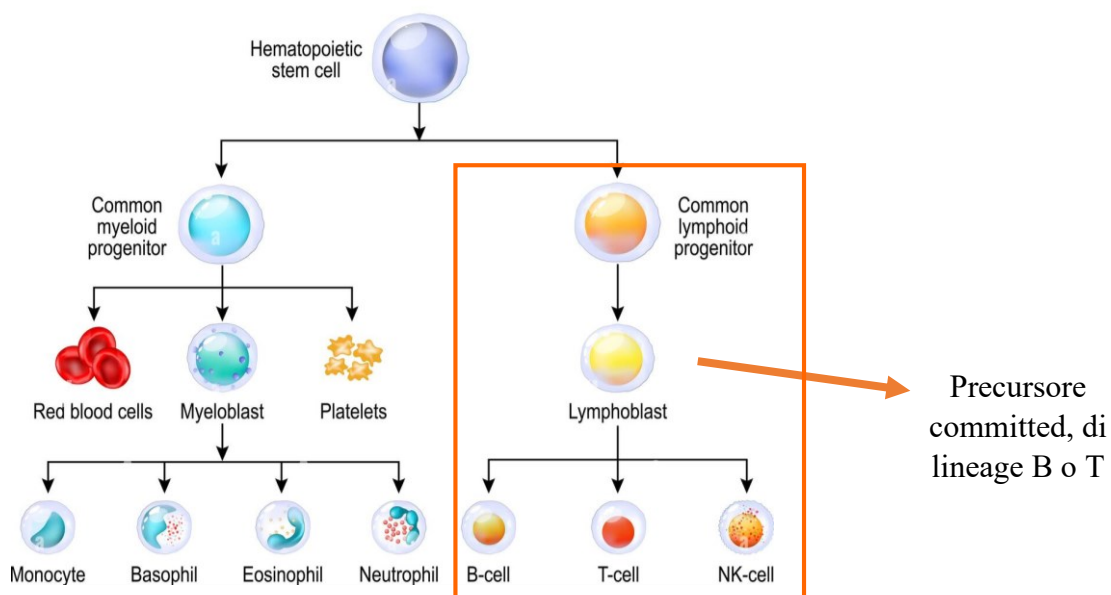 Hematopoietic
stem cell
Common
myeloid
progenitor
Common
lymphoid
progenitor
Red blood cells
Myeloblast
Platelets
Lymphoblast
Precursore
committed, di
lineage B o T
Monocyte
Basophil
Eosinophil
Neutrophil
B-cell
T-cell
NK-cell